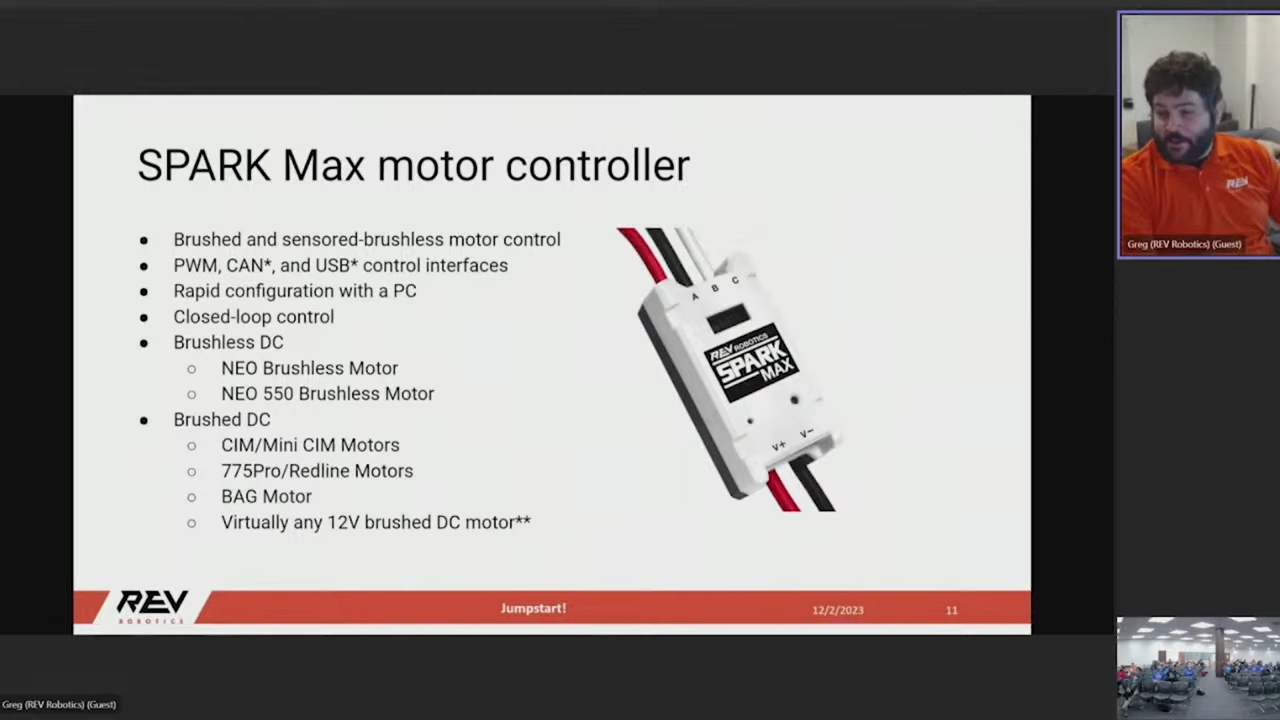 SPARK Max motor controller
● Brushed and sensored-brushless motor control
● PWM, CAN*, and USB* control interfaces
● Rapid configuration with a PC
● Closed-loop control
● Brushless DC
○ NEO Brushless Motor
○ NEO 550 Brushless Motor
● Brushed DC
○ CIM/Mini CIM Motors
○ 775Pro/Redline Motors
○ BAG Motor
○ Virtually any 12V brushed DC motor**
A B C
REV ROBOTICS
SPARK
MAX
V+ V−
REV
ROBOTICS
Jumpstart!
12/2/2023
11
REV
Greg (REV Robotics) (Guest)
Greg (REV Robotics) (Guest)